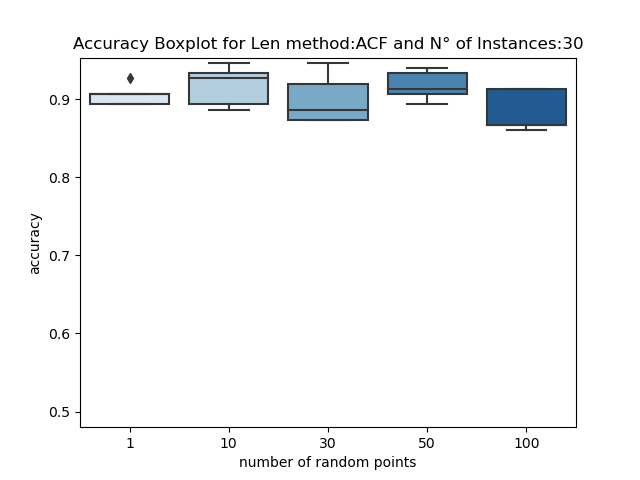 Accuracy Boxplot for Len method:ACF and N° of Instances:30
accuracy
0.9
0.8
0.7
0.6
0.5
1 10 30 50 100
number of random points